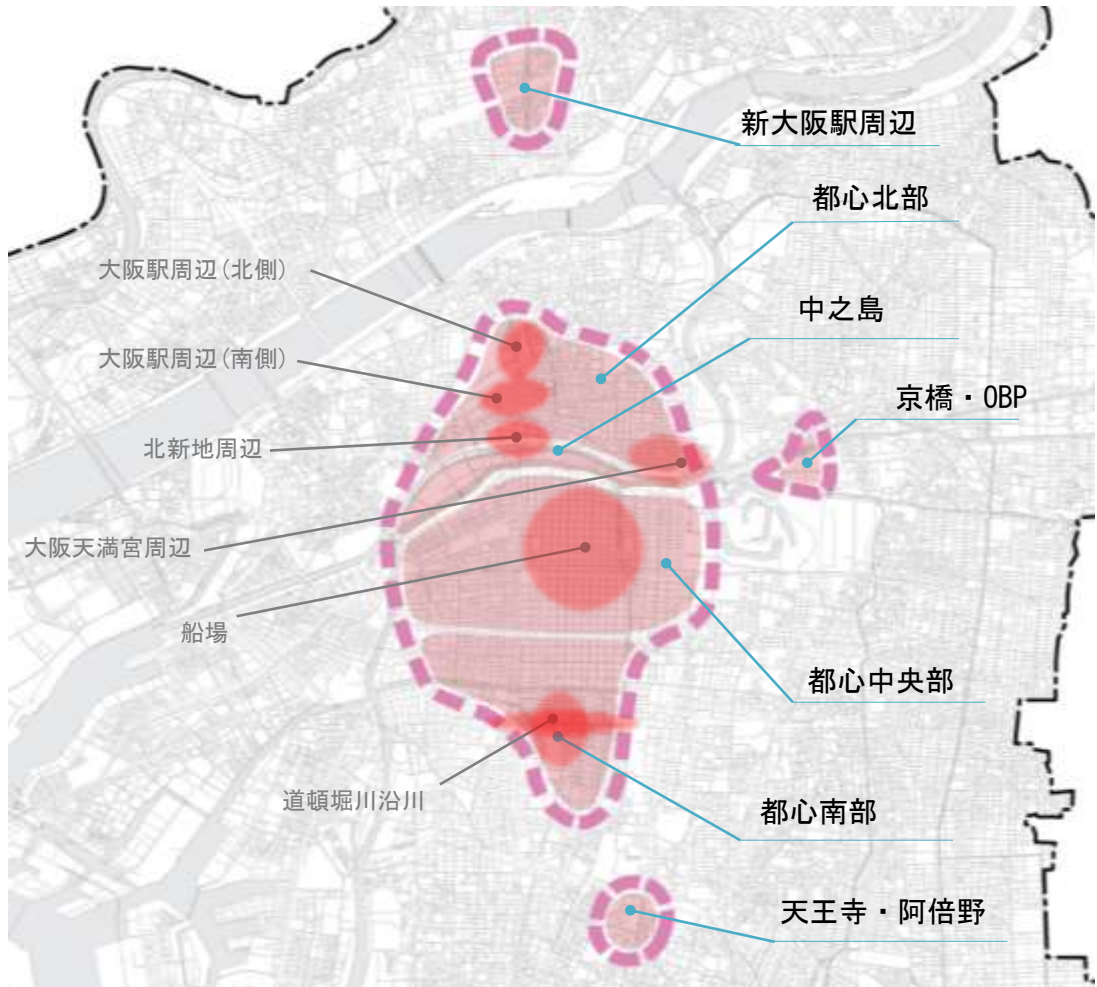 新大阪駅周辺
都心北部
大阪駅周辺(北側)
中之島
大阪駅周辺(南側)
京橋・OBP
北新地周辺
大阪天満宮周辺
船場
都心中央部
道頓堀川沿川
都心南部
天王寺・阿倍野